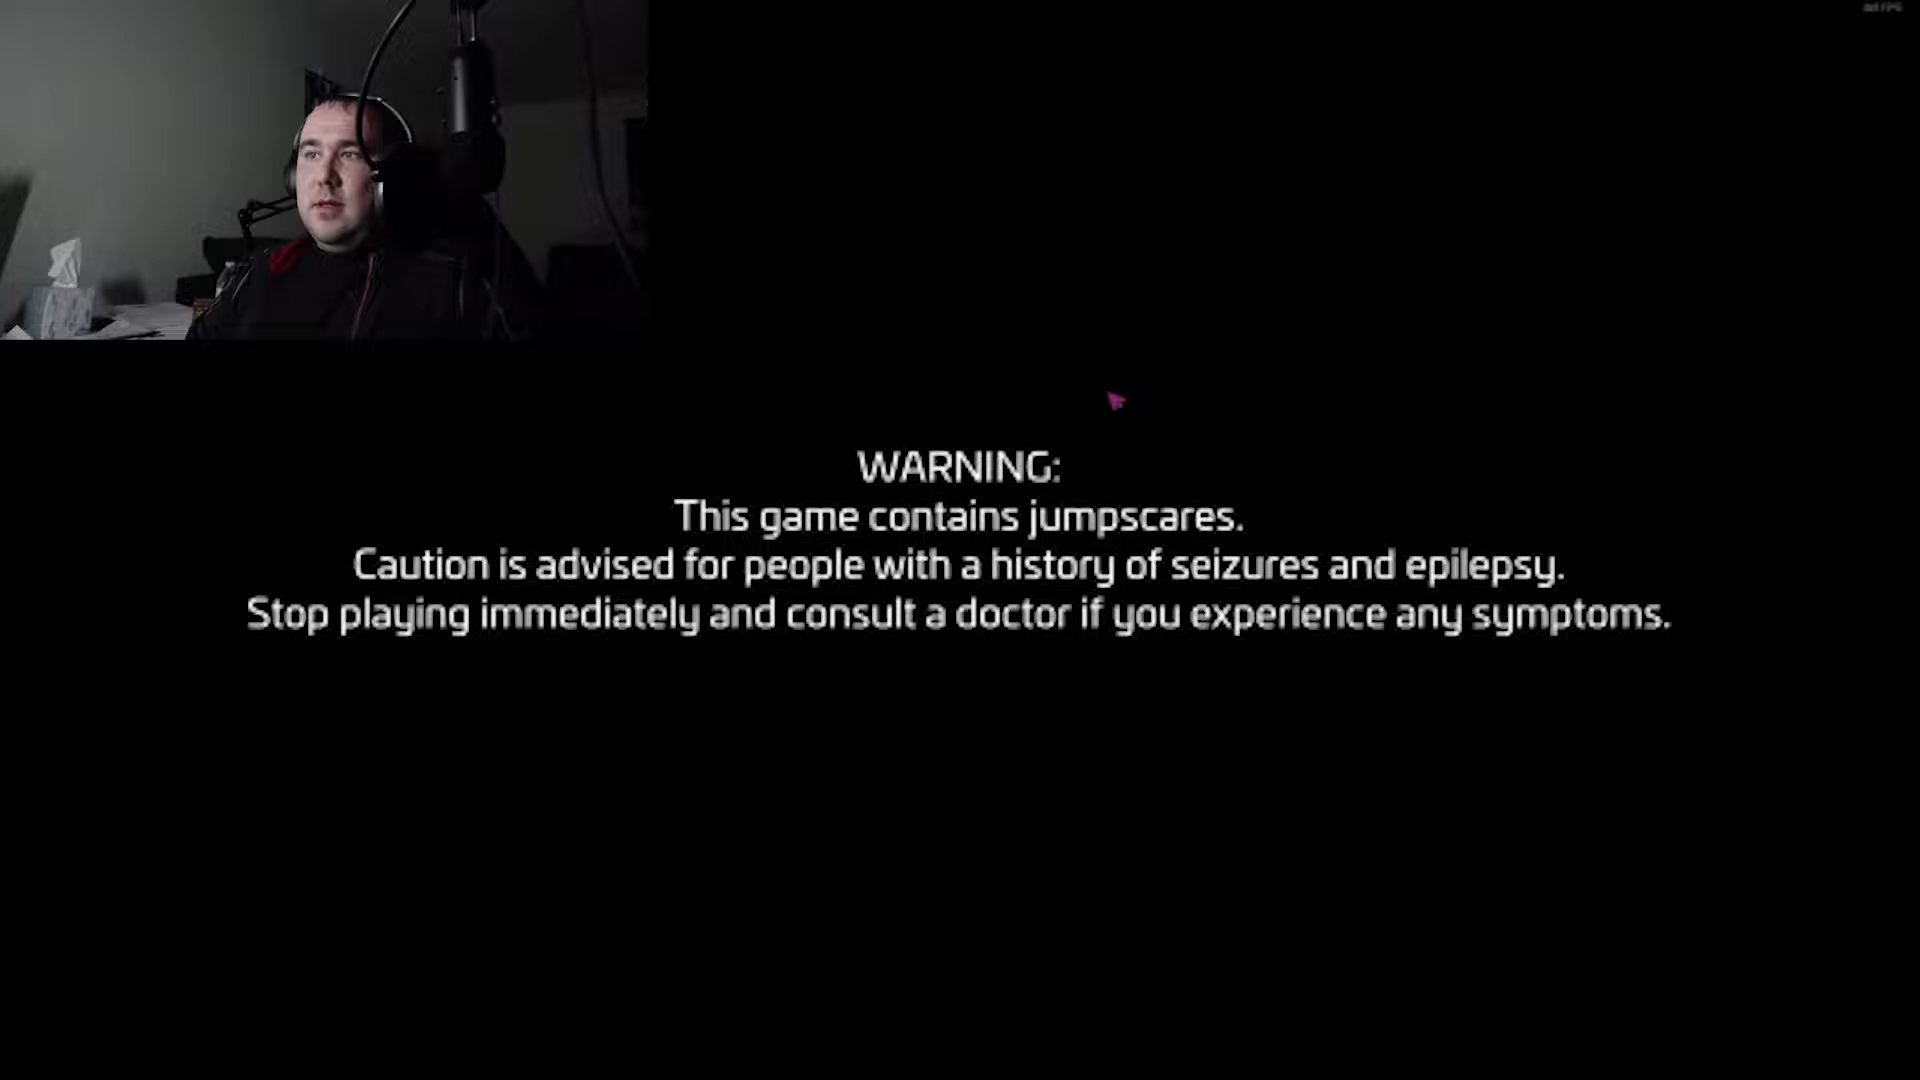 WARNING:
This game contains jumpscares.
Caution is advised for people with a history of seizures and epilepsy.
Stop playing immediately and consult a doctor if you experience any symptoms.